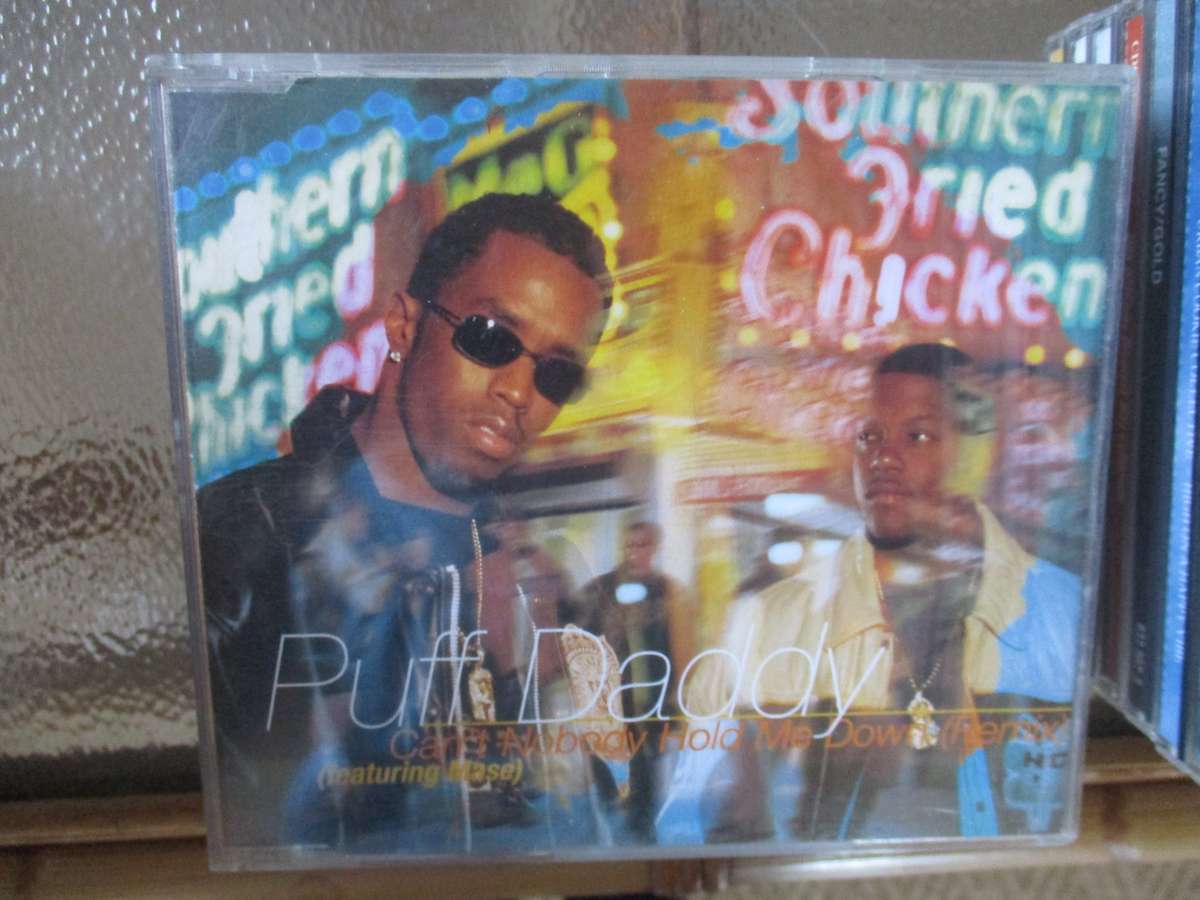 Southern
Fried
Chicken
Southern
Fried
Chicken
Puff Daddy
Can't Nobody Hold Me Down (Remix)
(featuring Mase)
FANCY/GOLD